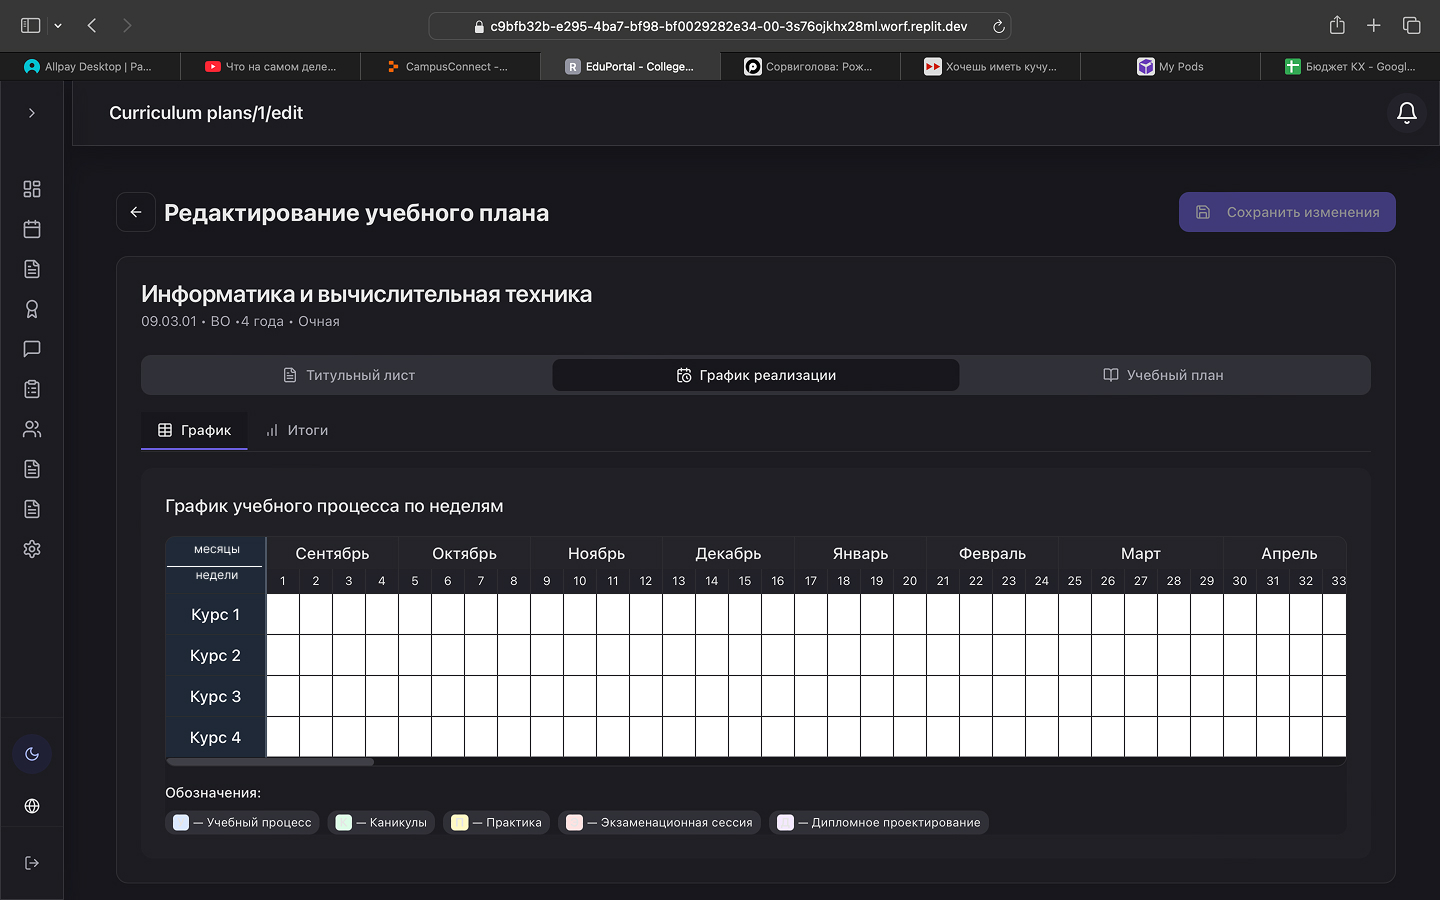 c9bfb32b-e295-4ba7-bf98-bf0029282e34-00-3s76ojkhx28ml.worf.replit.dev
Allpay Desktop | Pa...
Что на самом деле...
CampusConnect -...
R EduPortal - College...
Сорвиголова: Рож...
Хочешь иметь кучу...
My Pods
Бюджет КХ - Googl...
Curriculum plans/1/edit
Редактирование учебного плана
Сохранить изменения
Информатика и вычислительная техника
09.03.01 • ВО •4 года • Очная
Титульный лист
График реализации
Учебный план
График
Итоги
График учебного процесса по неделям
месяцы Сентябрь Октябрь Ноябрь Декабрь Январь Февраль Март Апрель
недели 1 2 3 4 5 6 7 8 9 10 11 12 13 14 15 16 17 18 19 20 21 22 23 24 25 26 27 28 29 30 31 32 33
Курс 1
Курс 2
Курс 3
Курс 4
Обозначения:
— Учебный процесс
— Каникулы
— Практика
— Экзаменационная сессия
— Дипломное проектирование